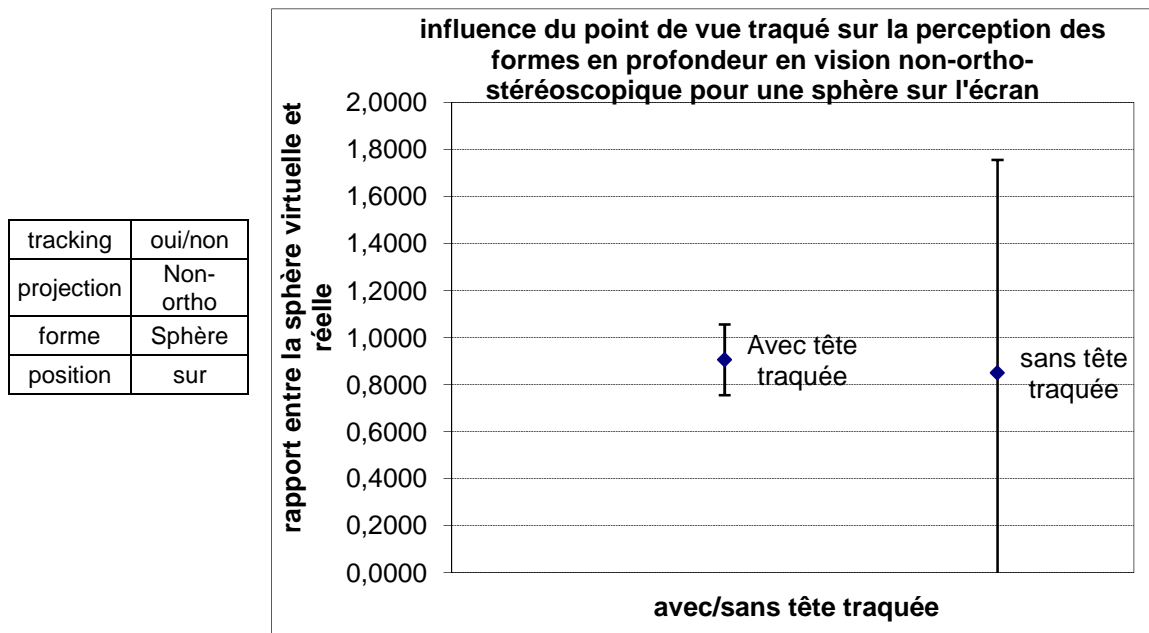 influence du point de vue traqué sur la perception des
formes en profondeur en vision non-ortho-
stéréoscopique pour une sphère sur l'écran
tracking oui/non
projection Non-
ortho
forme Sphère
position sur
rapport entre la sphère virtuelle et
réelle
2,0000
1,8000
1,6000
1,4000
1,2000
1,0000
0,8000
0,6000
0,4000
0,2000
0,0000
Avec tête
traquée
sans tête
traquée
avec/sans tête traquée